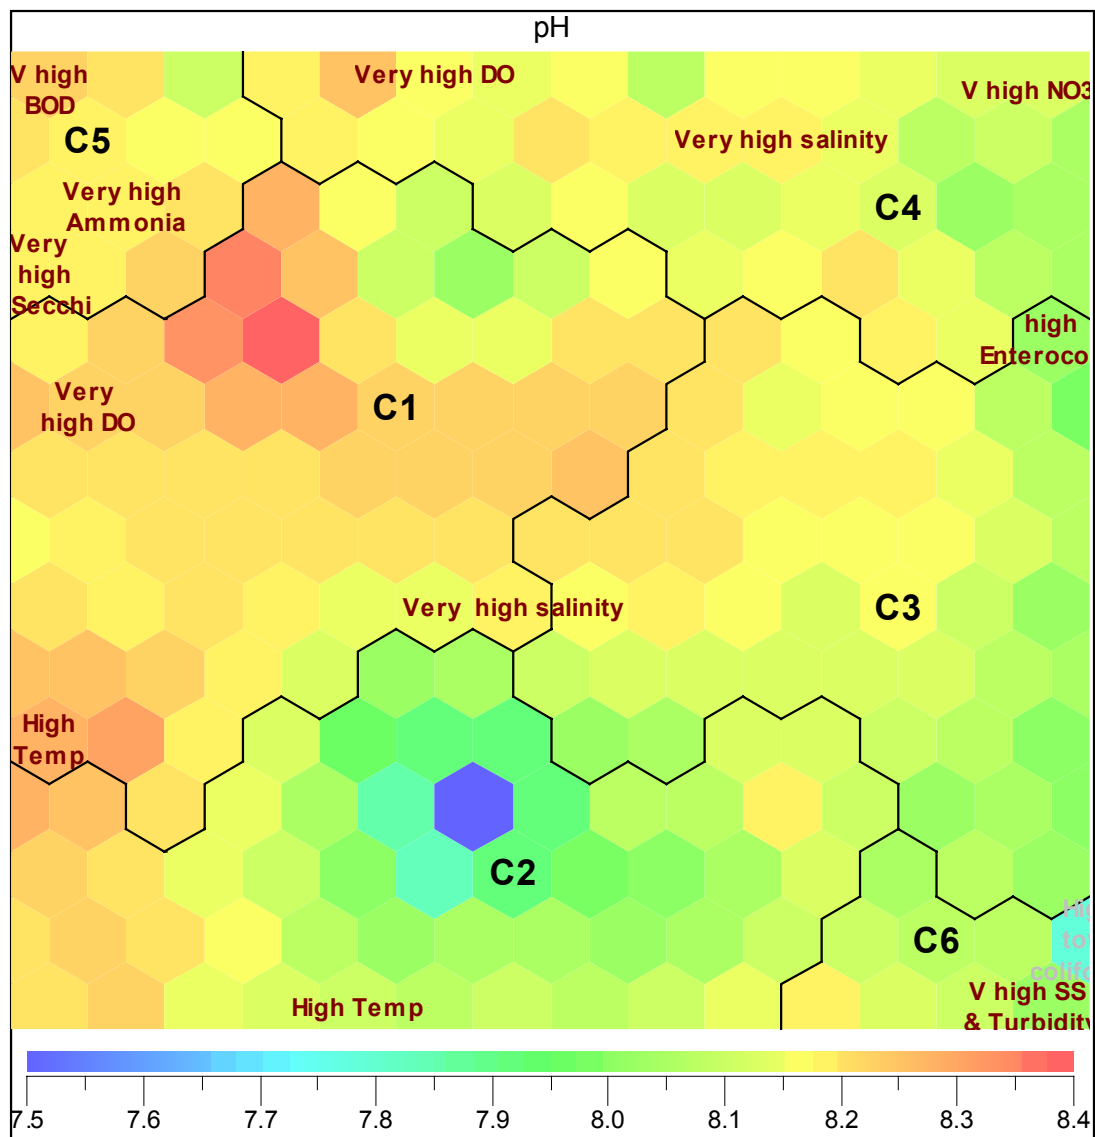 pH
V high
BOD
Very high DO
V high NO3
C5
Very high salinity
Very high
Ammonia
C4
Very
high
Secchi
high
Enteroco
Very
high DO
C1
Very high salinity
C3
High
Temp
C2
C6
Hig
to
colifo
V high SS
& Turbidity
High Temp
7.5 7.6 7.7 7.8 7.9 8.0 8.1 8.2 8.3 8.4